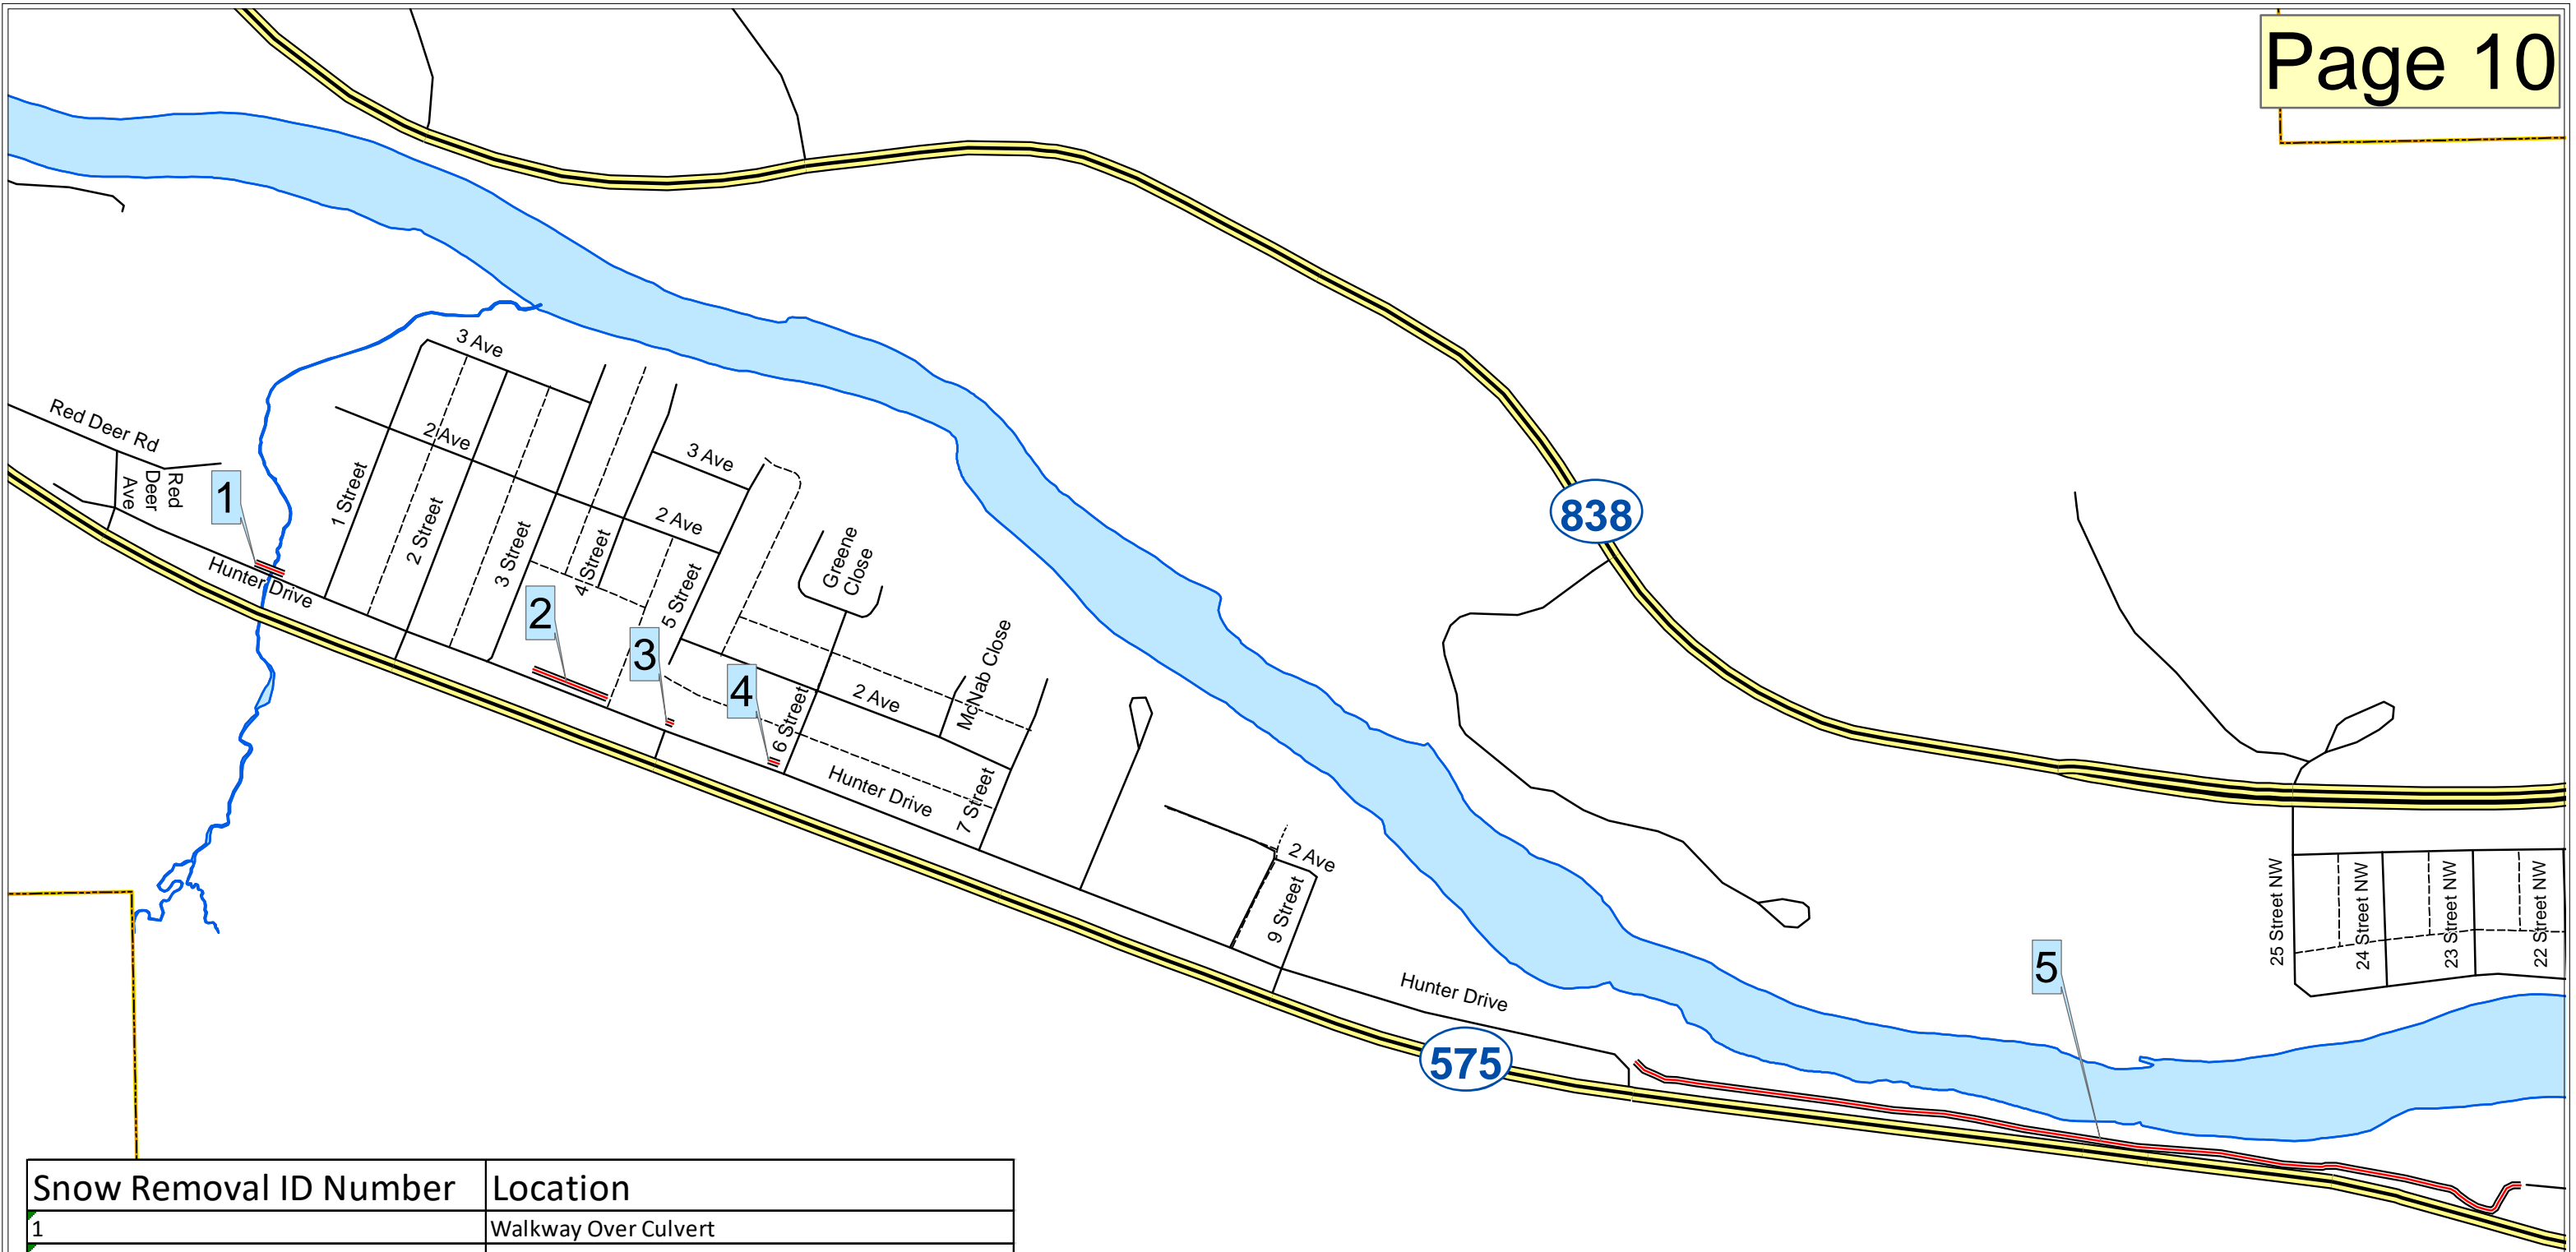 Page 10
3 Ave
Red Deer Rd
2 Ave
3 Ave
Red
Deer
Ave
1
1 Street
2 Street
3 Street
4 Street
2 Ave
5 Street
Greene
Close
838
Hunter Drive
2
3
4
6 Street
2 Ave
McNab Close
Hunter Drive
7 Street
2 Ave
9 Street
25 Street NW
24 Street NW
23 Street NW
22 Street NW
5
Hunter Drive
575
Snow Removal ID Number
Location
1
Walkway Over Culvert